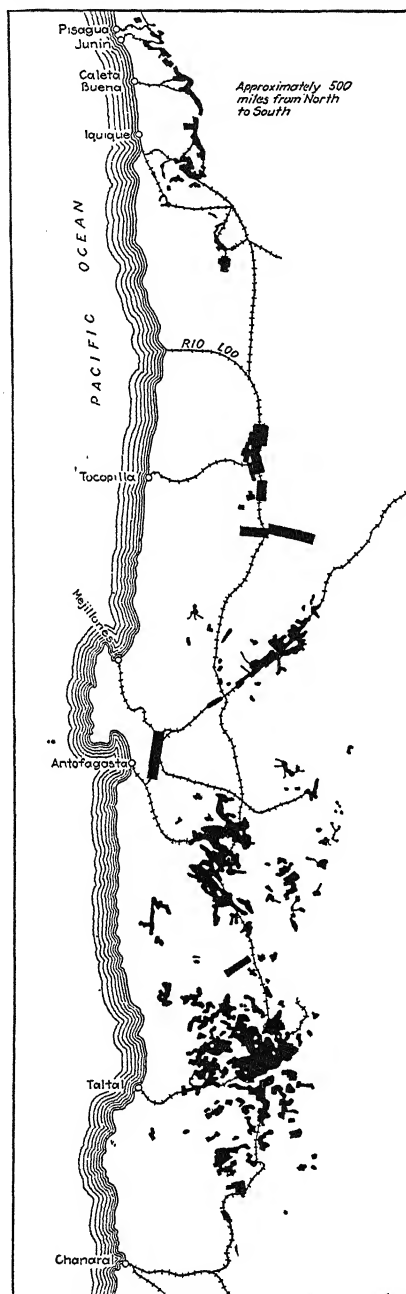 Pisagua
Junin
Caleta
Buena
Approximately 500
miles from North
to South
Iquique
PACIFIC OCEAN
RIO LOO
Tocopilla
Mejillones
Antofagasta
Taltal
Chanaral